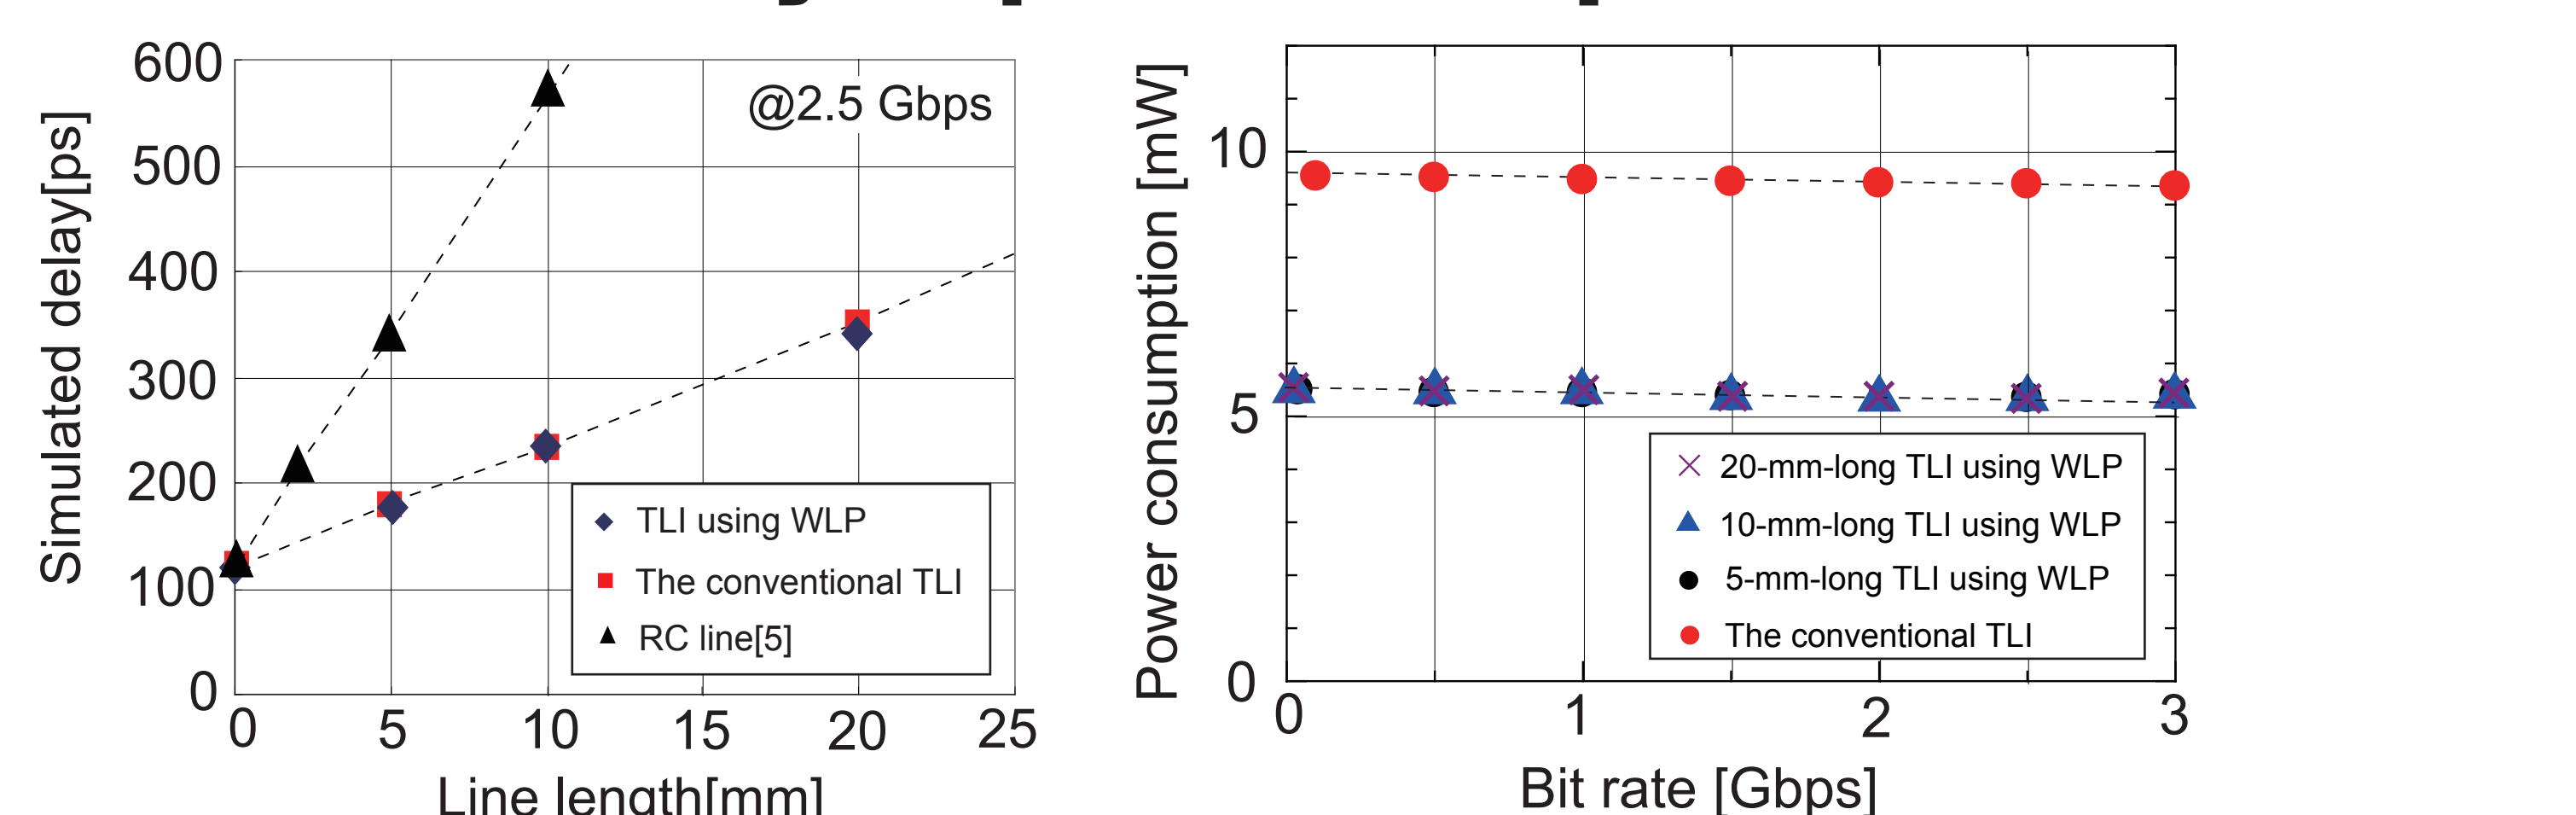 600
500
400
300
200
100
0
0 5 10 15 20 25
Simulated delay[ps]
Line length[mm]
@2.5 Gbps
TLI using WLP
The conventional TLI
RC line[5]
10
5
0
0 1 2 3
Power consumption [mW]
Bit rate [Gbps]
20-mm-long TLI using WLP
10-mm-long TLI using WLP
5-mm-long TLI using WLP
The conventional TLI